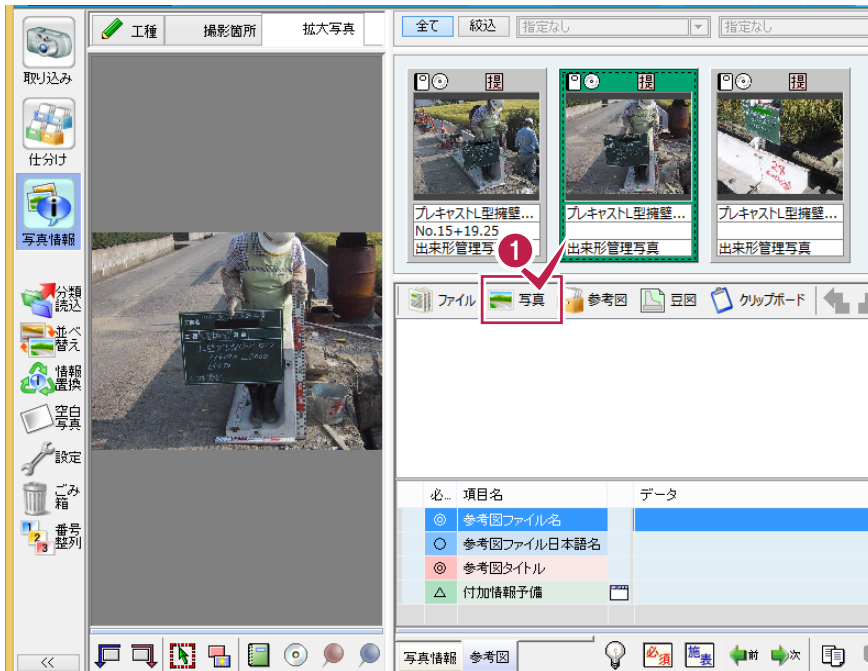 工種
撮影箇所
拡大写真
全て
絞込
指定なし
指定なし
取り込み
仕分け
写真情報
分類
読込
並べ
替え
情報
置換
空白
写真
設定
ごみ
箱
番号
整列
1
2
3
<<
提
プレキャストL型擁壁...
No.15+19.25
出来形管理写真
提
プレキャストL型擁壁...
出来形管理写真
提
プレキャストL型擁壁...
出来形管理写真
1
ファイル
写真
参考図
豆図
クリップボード
必...
項目名
データ
◎ 参考図ファイル名
○ 参考図ファイル日本語名
◎ 参考図タイトル
△ 付加情報予備
写真情報
参考図
必須
施表
前
次